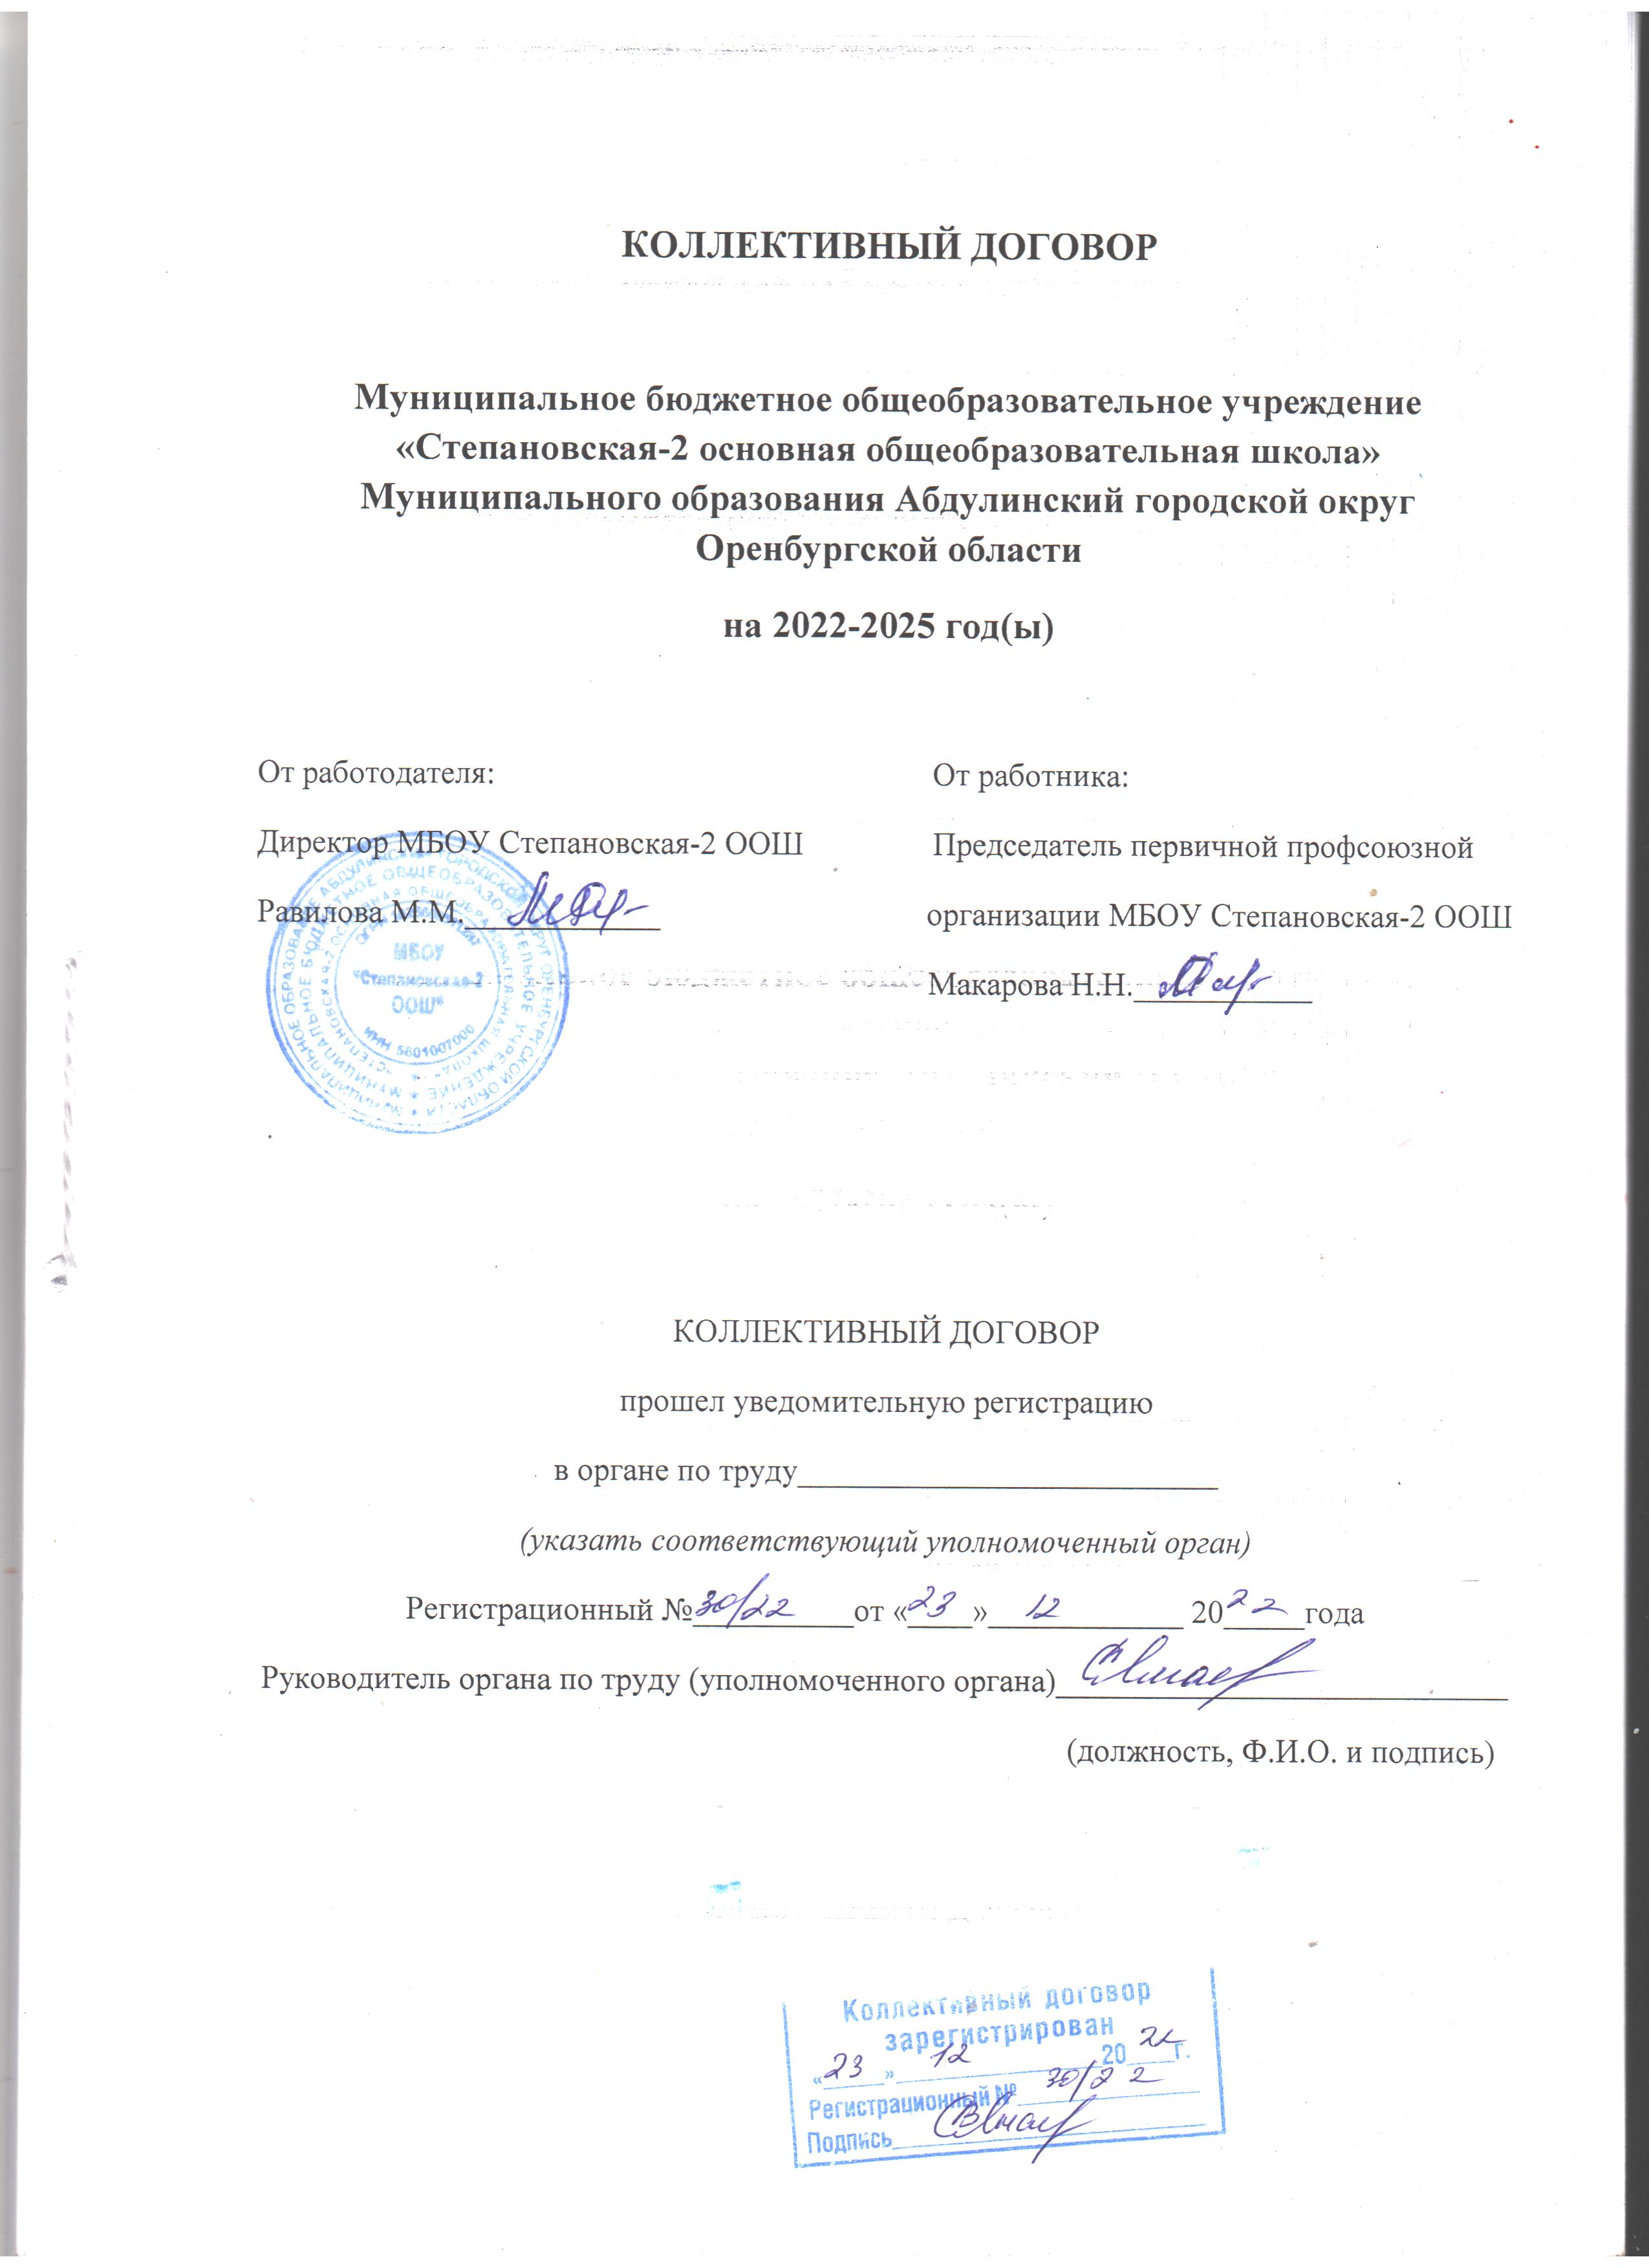 КОЛЛЕКТИВНЫЙ ДОГОВОР
Муниципальное бюджетное общеобразовательное учреждение
«Степановская-2 основная общеобразовательная школа»
Муниципального образования Абдулинский городской округ
Оренбургской области
на 2022-2025 год(ы)
От работодателя:
Директор МБОУ Степановская-2 ООШ
Равилова М.М.
От работника:
Председатель первичной профсоюзной
организации МБОУ Степановская-2 ООШ
Макарова Н.Н.
МБОУ
«Степановская-2
ООШ»
ИНН 5601007000
КОЛЛЕКТИВНЫЙ ДОГОВОР
прошел уведомительную регистрацию
в органе по труду
(указать соответствующий уполномоченный орган)
Регистрационный № 30/22 от «23» 12 2022 года
Руководитель органа по труду (уполномоченного органа)
(должность, Ф.И.О. и подпись)
Коллективный договор
зарегистрирован
«23» 12 2022 г.
Регистрационный № 30/22
Подпись